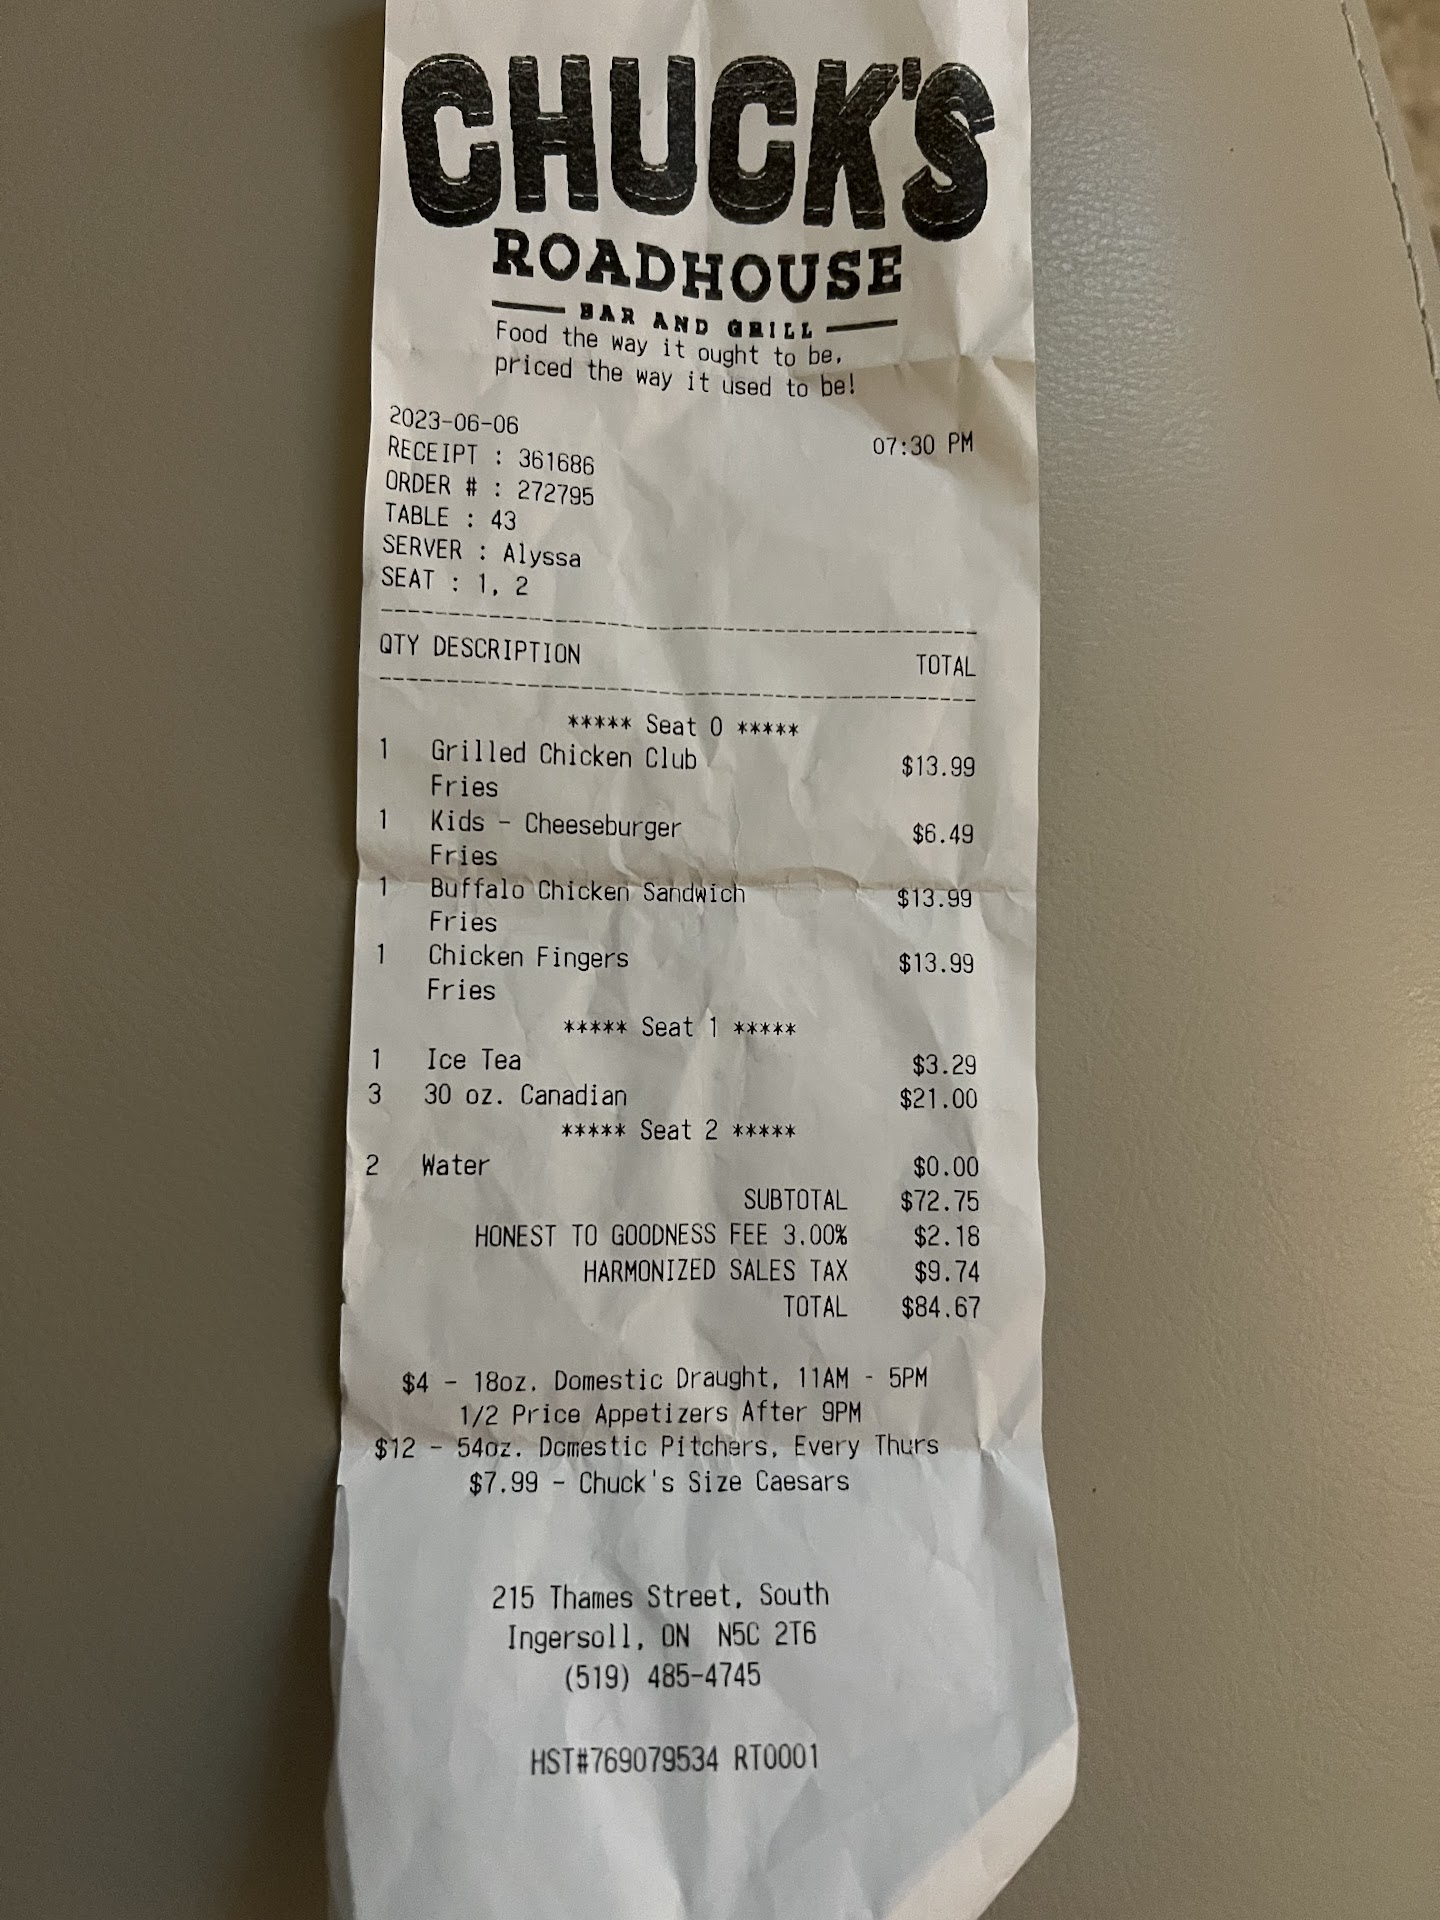 CHUCK'S
ROADHOUSE
BAR AND GRILL
Food the way it ought to be,
priced the way it used to be!
2023-06-06 07:30 PM
RECEIPT : 361686
ORDER # : 272795
TABLE : 43
SERVER : Alyssa
SEAT : 1, 2
QTY DESCRIPTION TOTAL
***** Seat 0 *****
1 Grilled Chicken Club $13.99
Fries
1 Kids - Cheeseburger $6.49
Fries
1 Buffalo Chicken Sandwich $13.99
Fries
1 Chicken Fingers $13.99
Fries
***** Seat 1 *****
1 Ice Tea $3.29
3 30 oz. Canadian $21.00
***** Seat 2 *****
2 Water $0.00
SUBTOTAL $72.75
HONEST TO GOODNESS FEE 3.00% $2.18
HARMONIZED SALES TAX $9.74
TOTAL $84.67
$4 - 18oz. Domestic Draught, 11AM - 5PM
1/2 Price Appetizers After 9PM
$12 - 54oz. Domestic Pitchers, Every Thurs
$7.99 - Chuck's Size Caesars
215 Thames Street, South
Ingersoll, ON N5C 2T6
(519) 485-4745
HST#769079534 RT0001